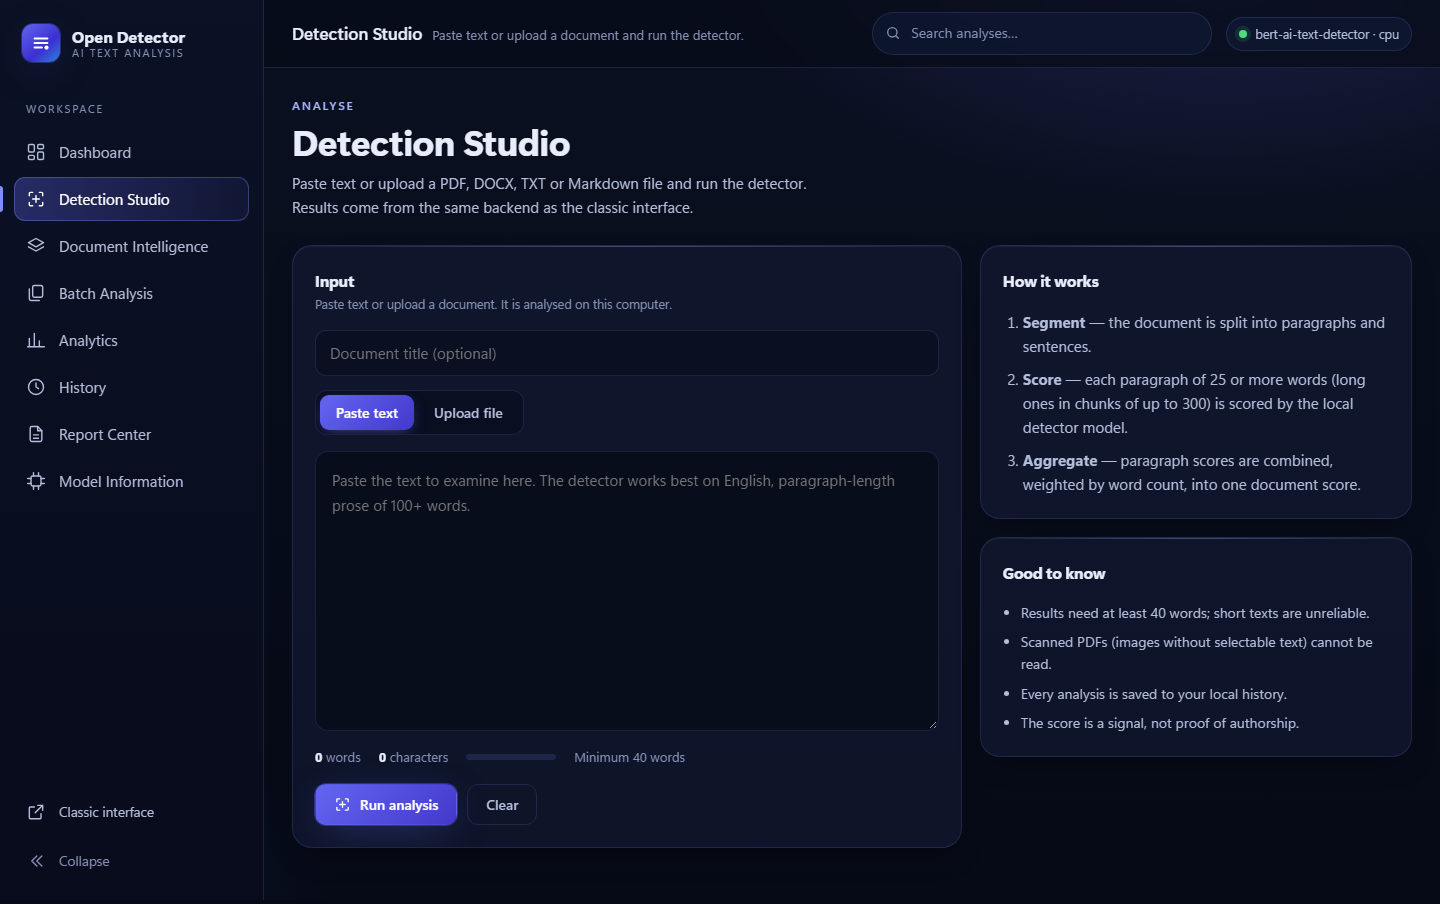 Open Detector
AI TEXT ANALYSIS
WORKSPACE
Dashboard
Detection Studio
Document Intelligence
Batch Analysis
Analytics
History
Report Center
Model Information
Classic interface
Collapse
Detection Studio Paste text or upload a document and run the detector.
Search analyses...
bert-ai-text-detector · cpu
ANALYSE
Detection Studio
Paste text or upload a PDF, DOCX, TXT or Markdown file and run the detector.
Results come from the same backend as the classic interface.
Input
Paste text or upload a document. It is analysed on this computer.
Document title (optional)
Paste text Upload file
Paste the text to examine here. The detector works best on English, paragraph-length
prose of 100+ words.
0 words 0 characters Minimum 40 words
Run analysis Clear
How it works
1. Segment — the document is split into paragraphs and
sentences.
2. Score — each paragraph of 25 or more words (long
ones in chunks of up to 300) is scored by the local
detector model.
3. Aggregate — paragraph scores are combined,
weighted by word count, into one document score.
Good to know
• Results need at least 40 words; short texts are unreliable.
• Scanned PDFs (images without selectable text) cannot be
read.
• Every analysis is saved to your local history.
• The score is a signal, not proof of authorship.